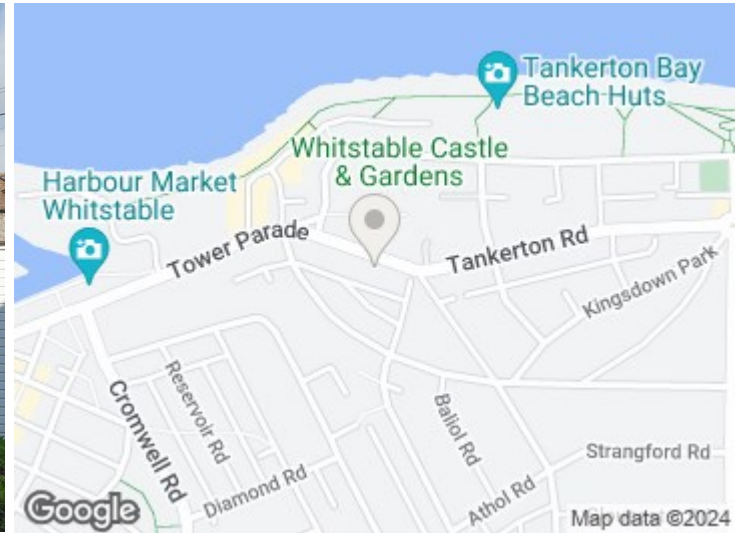 Tankerton Bay
Beach Huts
Whitstable Castle
& Gardens
Harbour Market
Whitstable
Tower Parade
Tankerton Rd
Kingsdown Park
Cromwell Rd
Reservoir Rd
Diamond Rd
Baliol Rd
Athol Rd
Strangford Rd
Google
Map data ©2024